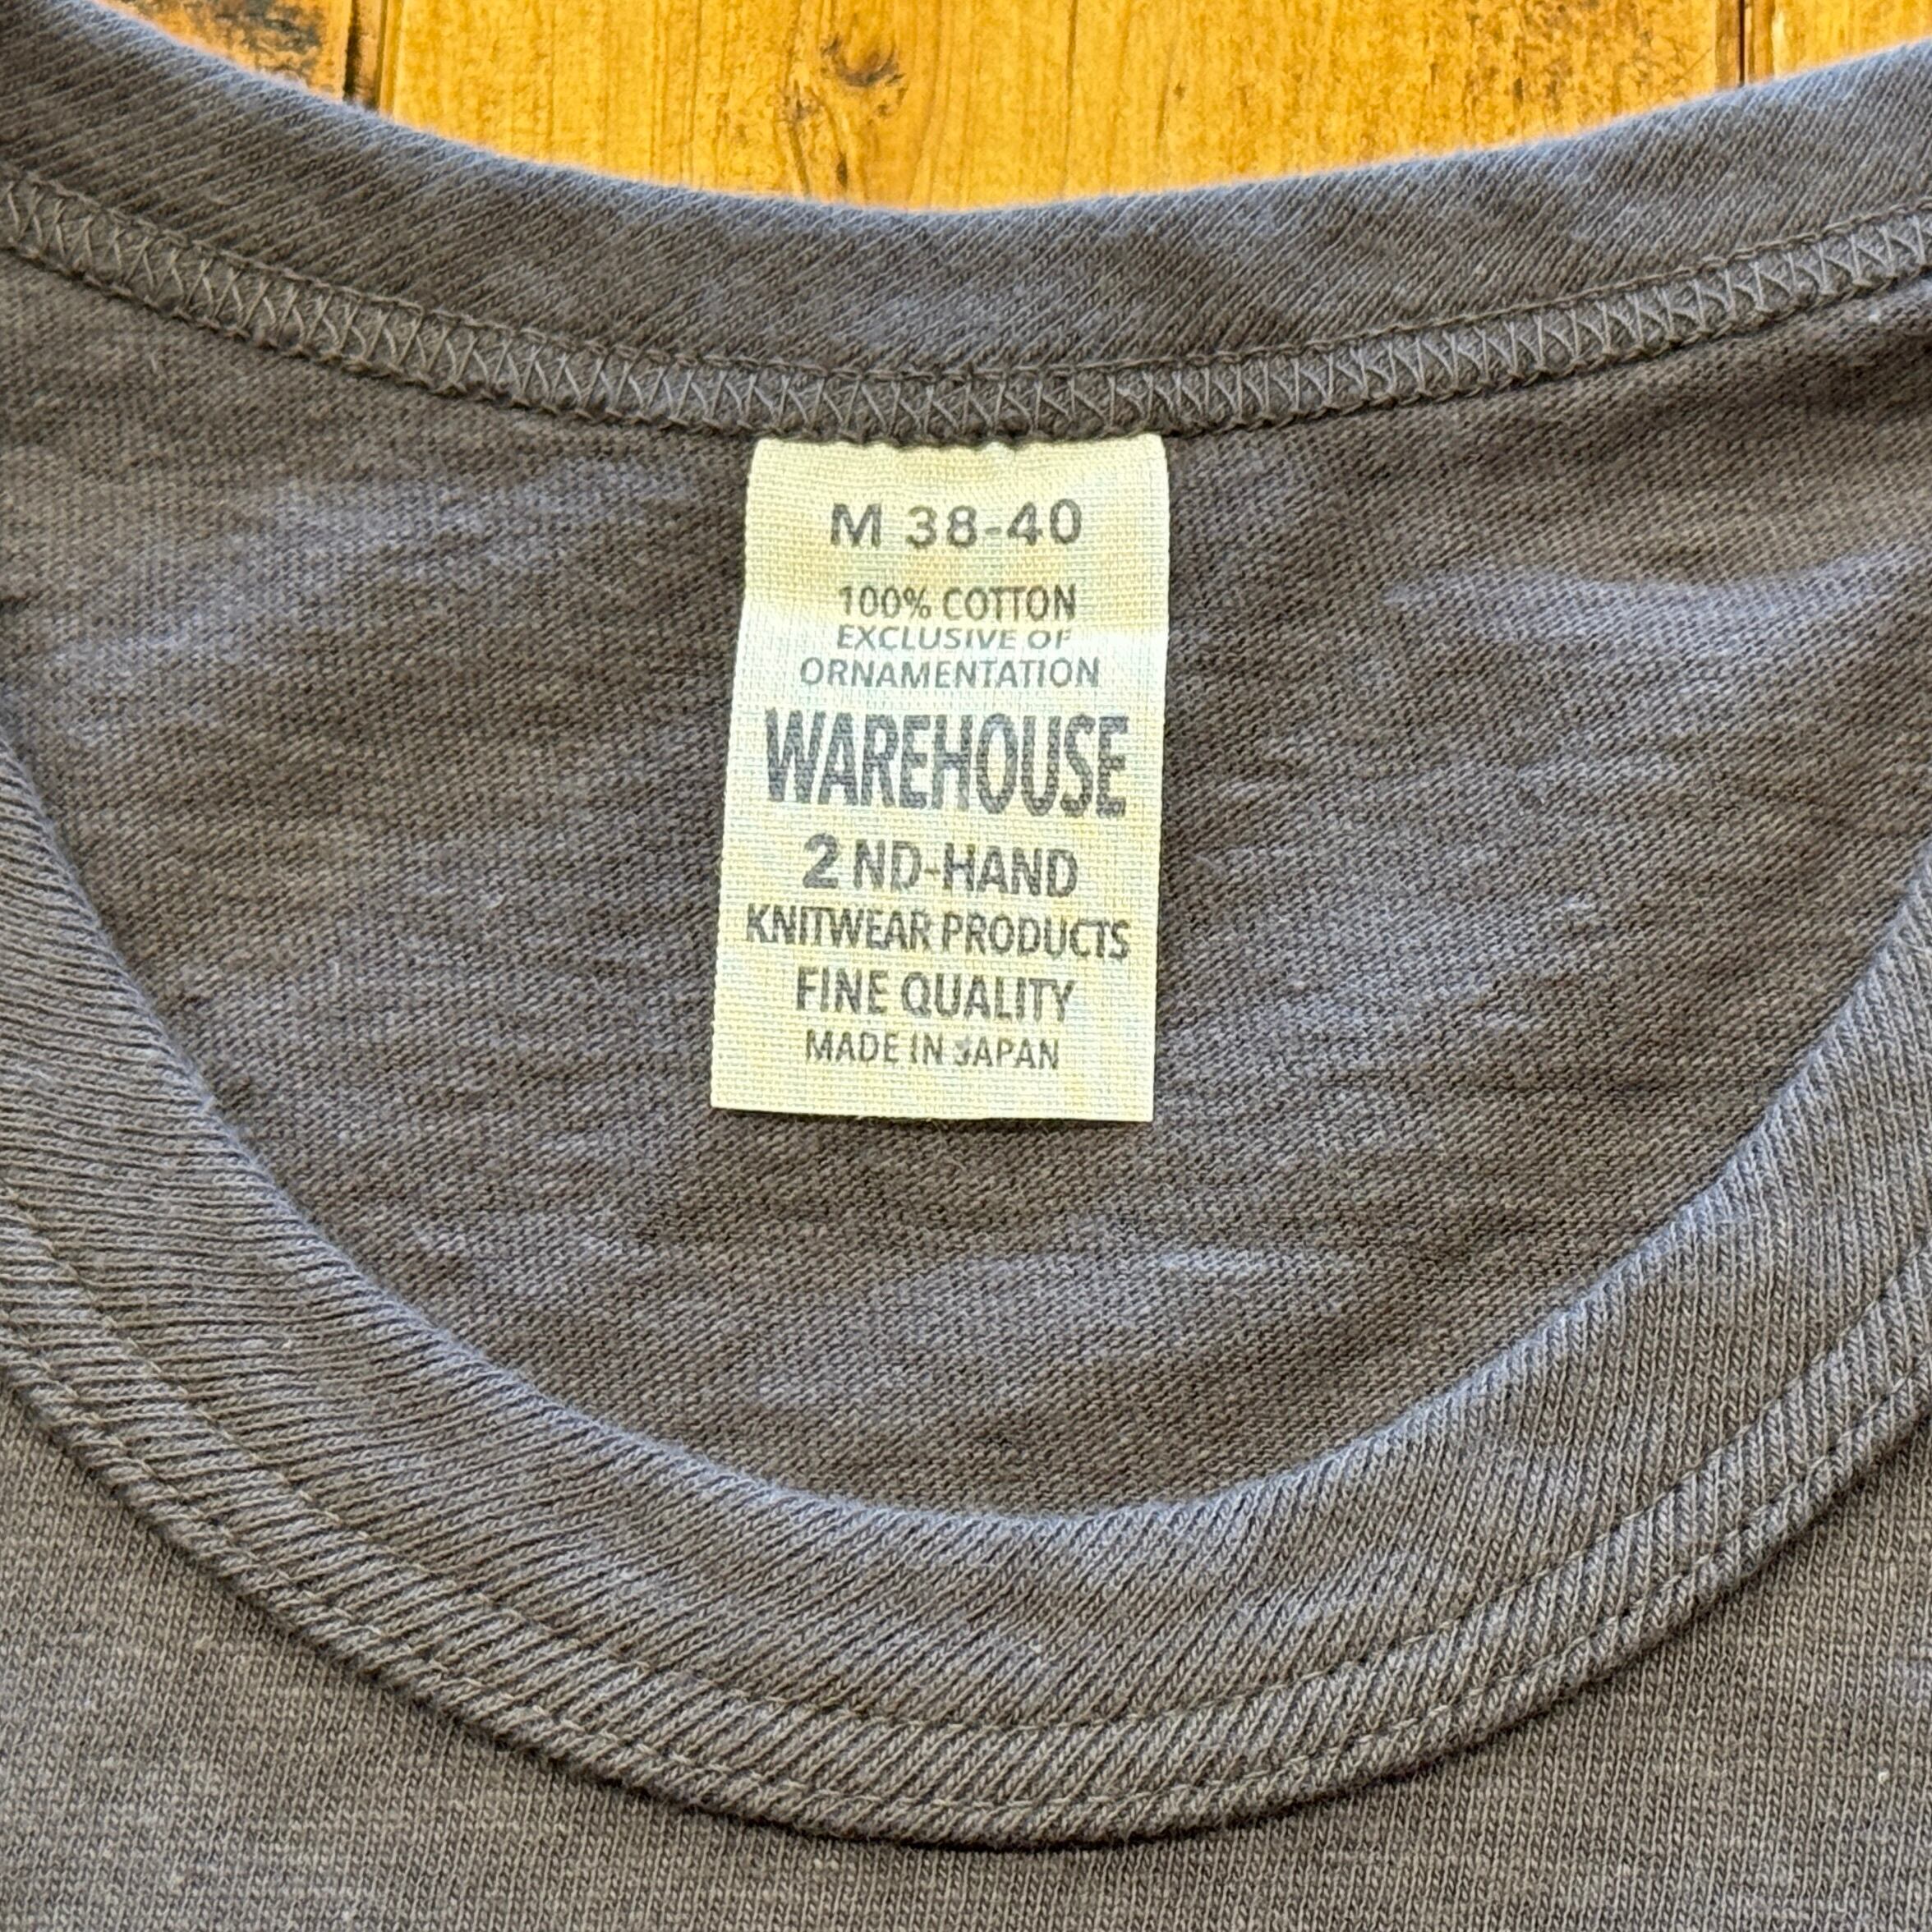 M 38-40
100% COTTON
EXCLUSIVE OF
ORNAMENTATION
WAREHOUSE
2 ND-HAND
KNITWEAR PRODUCTS
FINE QUALITY
MADE IN JAPAN